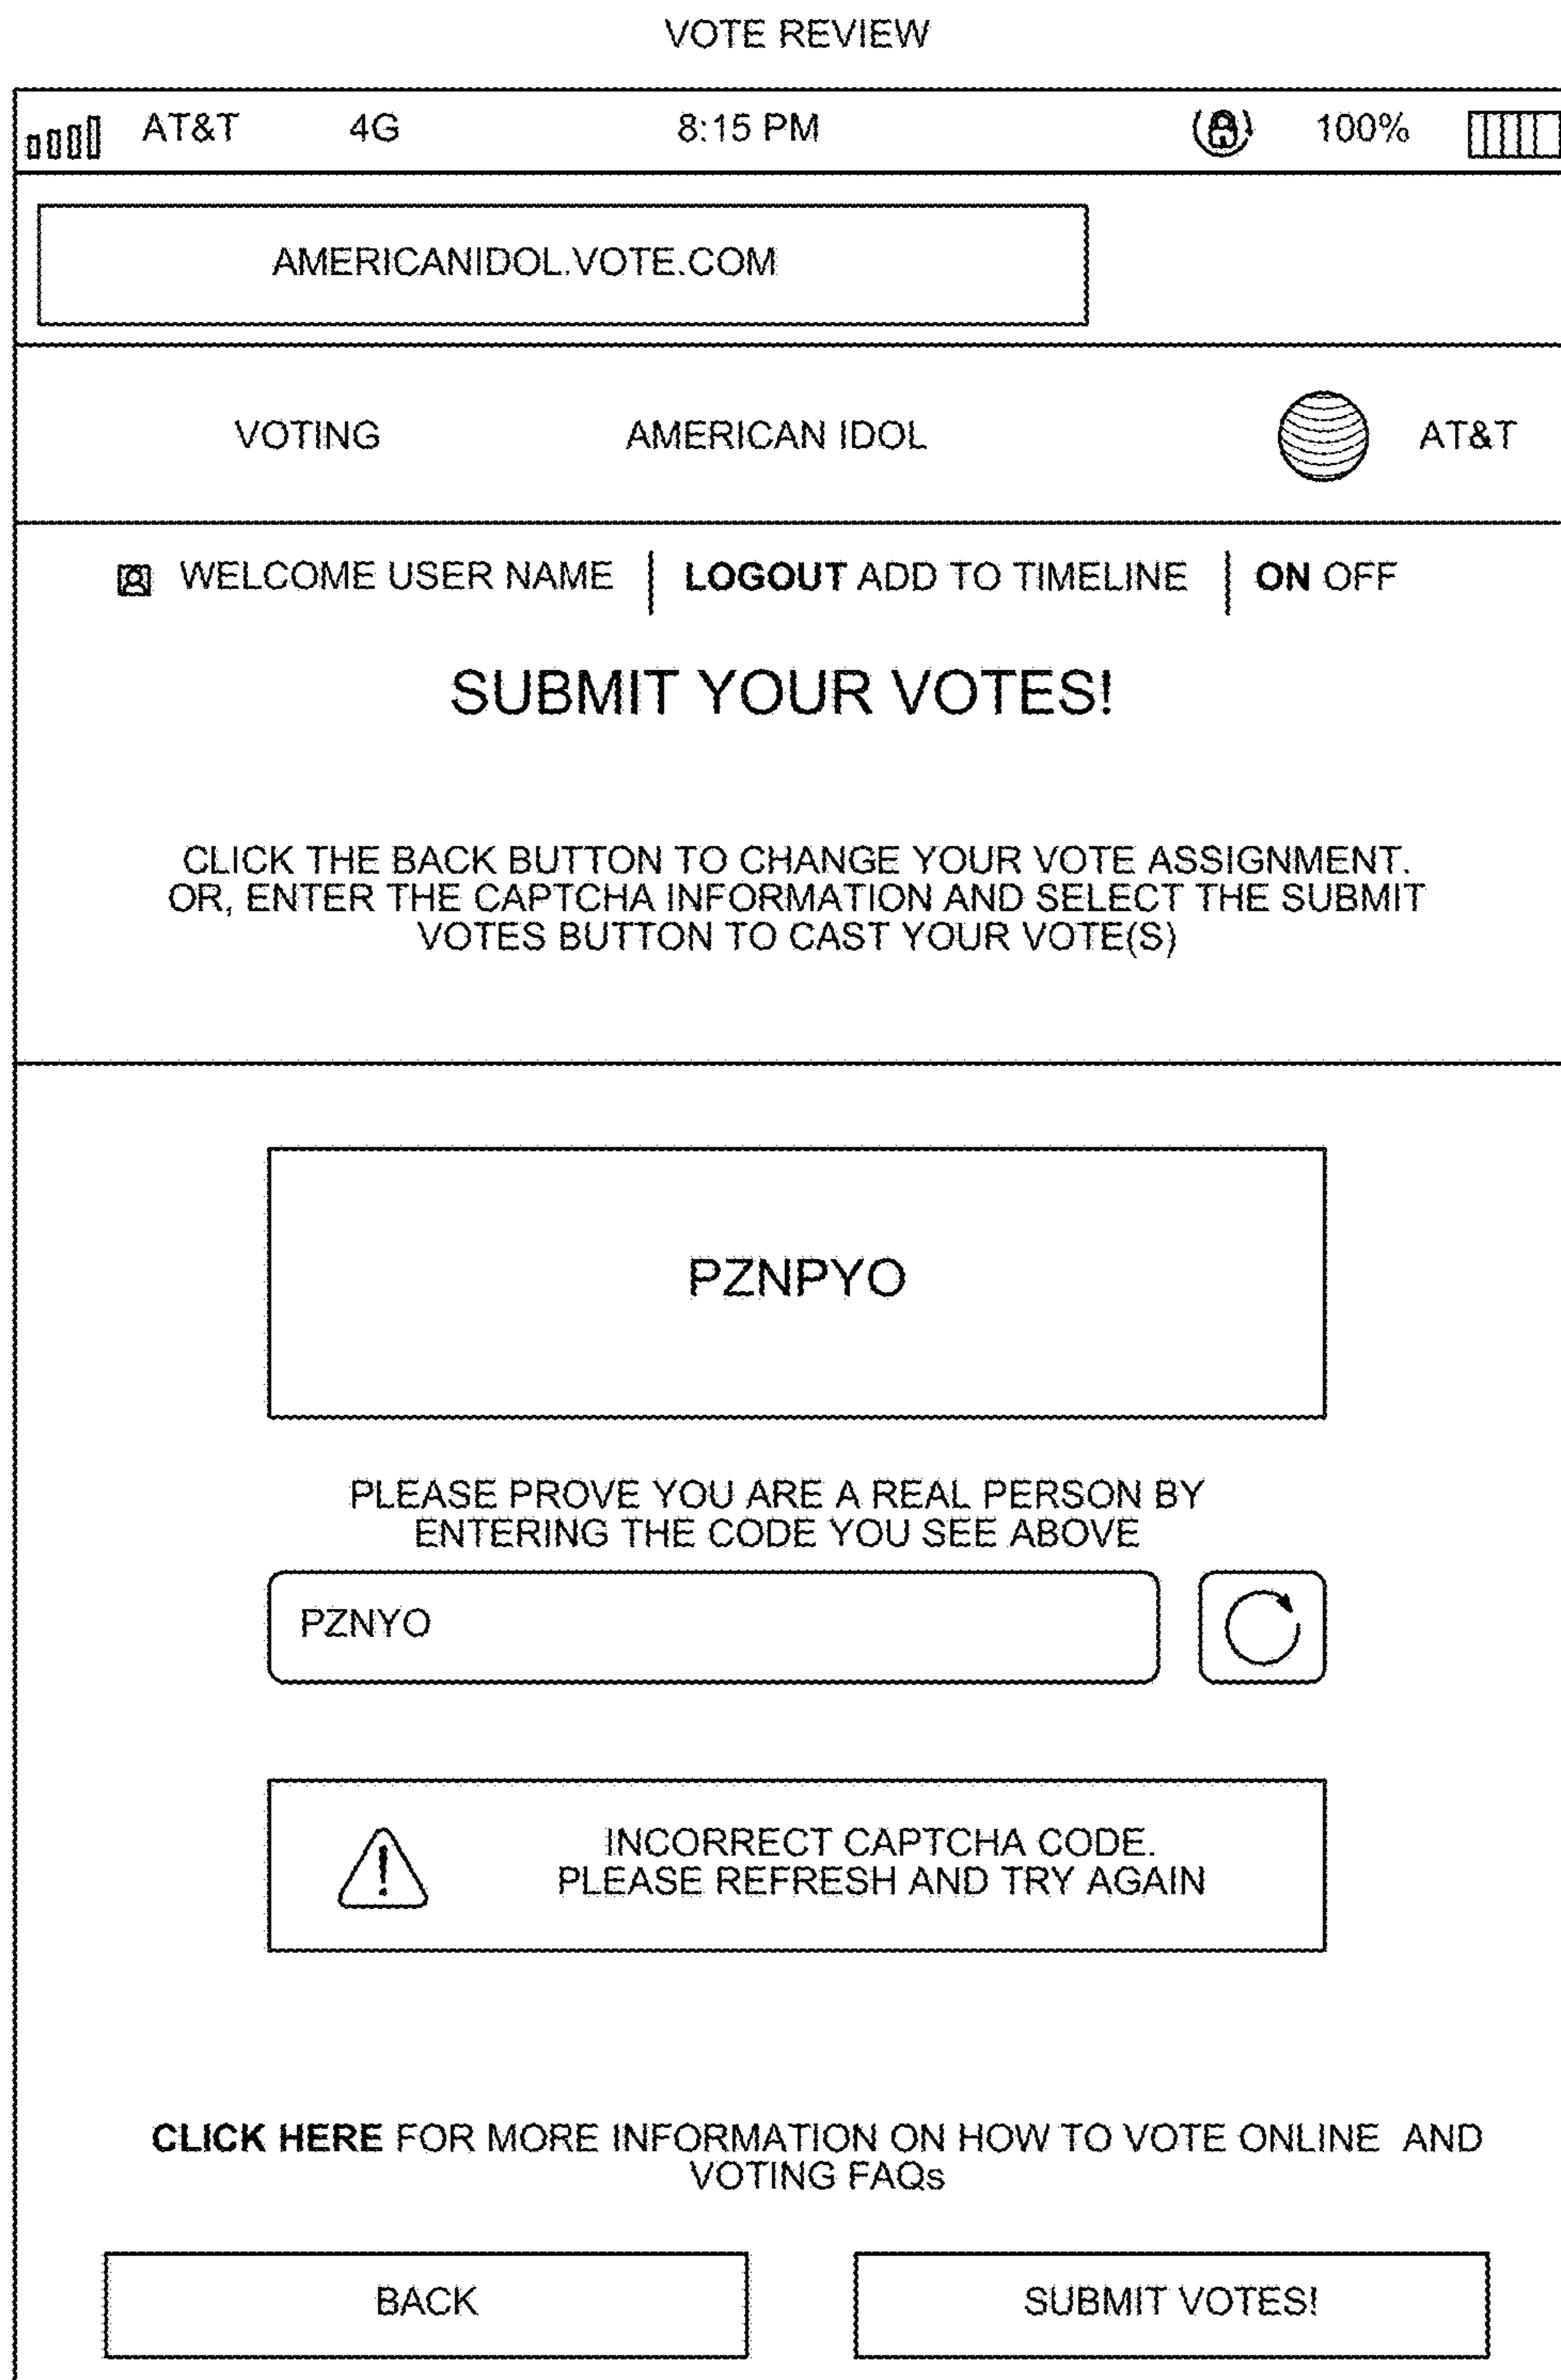 VOTE REVIEW
AT&T 4G 8:15 PM 100%
AMERICANIDOL.VOTE.COM
VOTING AMERICAN IDOL AT&T
WELCOME USER NAME | LOGOUT ADD TO TIMELINE | ON OFF
SUBMIT YOUR VOTES!
CLICK THE BACK BUTTON TO CHANGE YOUR VOTE ASSIGNMENT.
OR, ENTER THE CAPTCHA INFORMATION AND SELECT THE SUBMIT
VOTES BUTTON TO CAST YOUR VOTE(S)
PZNPYO
PLEASE PROVE YOU ARE A REAL PERSON BY
ENTERING THE CODE YOU SEE ABOVE
PZNYO
INCORRECT CAPTCHA CODE.
PLEASE REFRESH AND TRY AGAIN
CLICK HERE FOR MORE INFORMATION ON HOW TO VOTE ONLINE AND
VOTING FAQs
BACK SUBMIT VOTES!